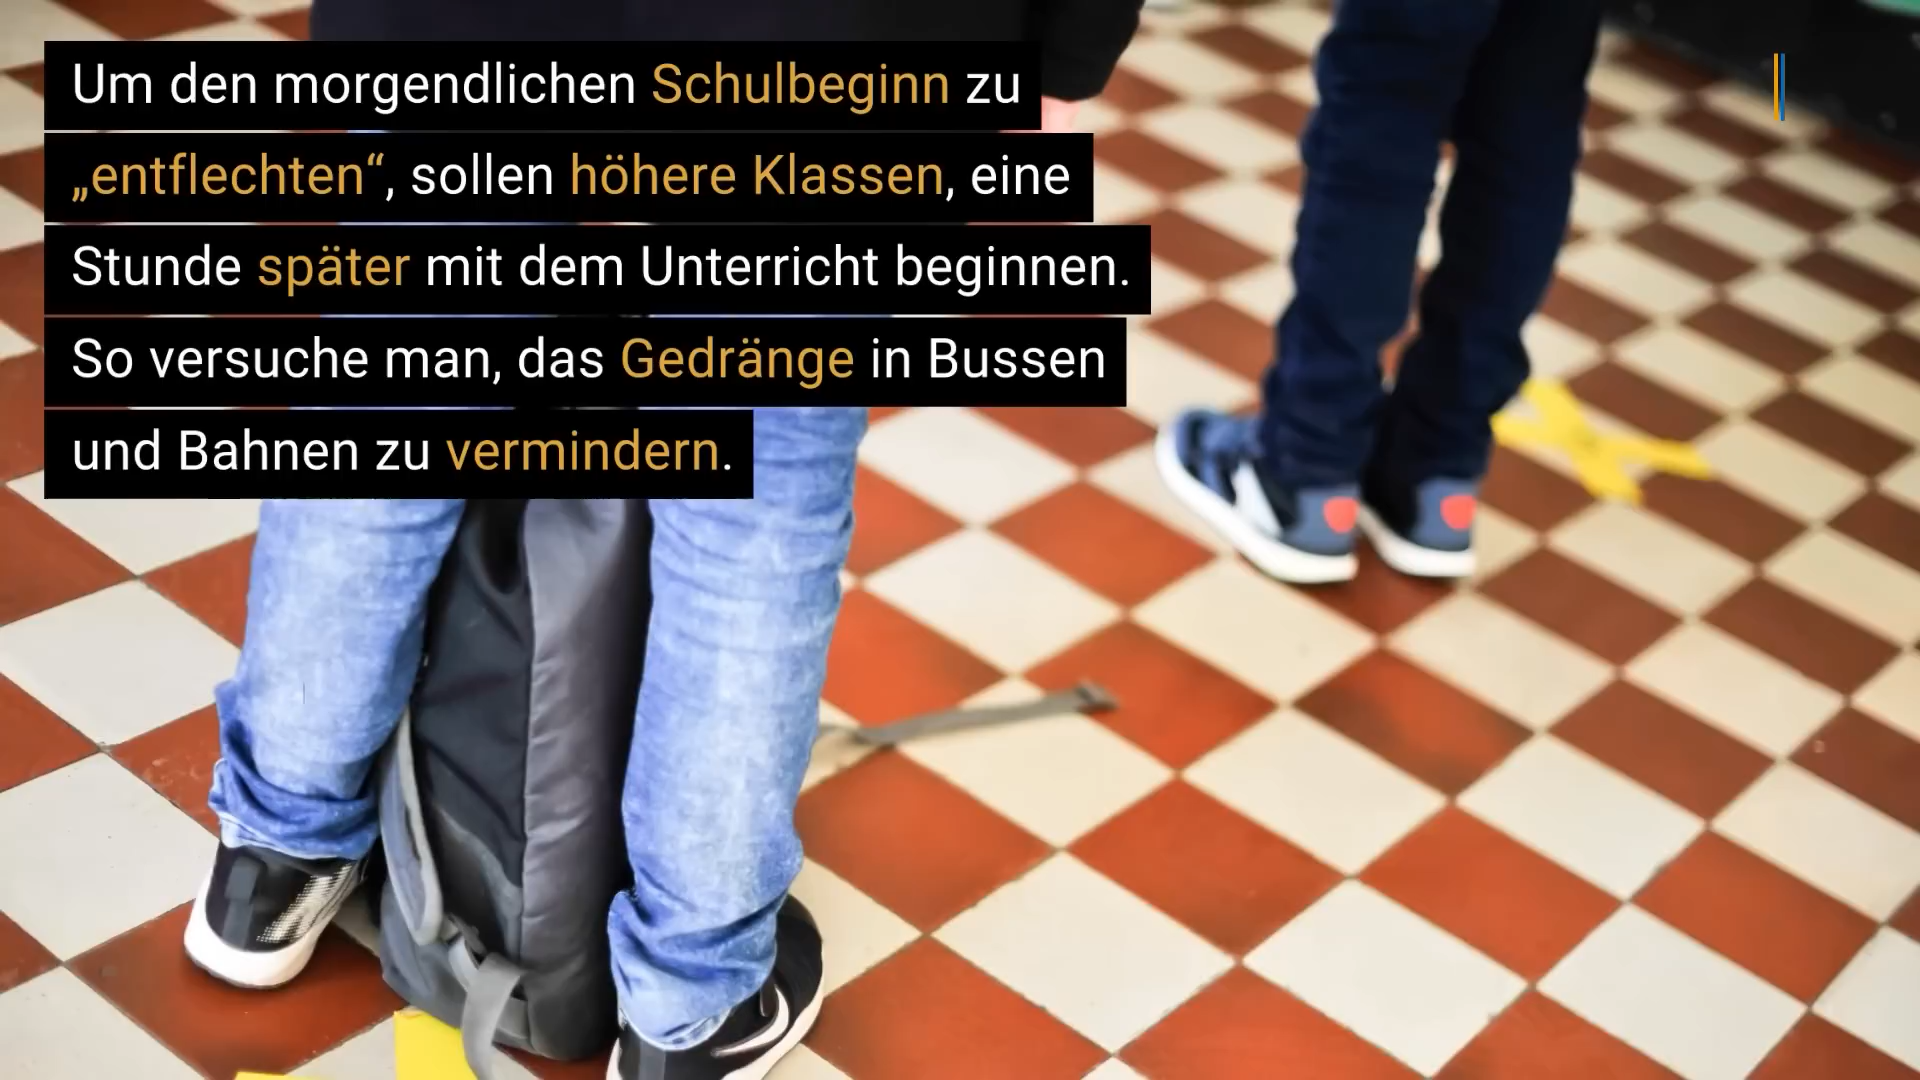 Um den morgendlichen Schulbeginn zu
„entflechten“, sollen höhere Klassen, eine
Stunde später mit dem Unterricht beginnen.
So versuche man, das Gedränge in Bussen
und Bahnen zu vermindern.